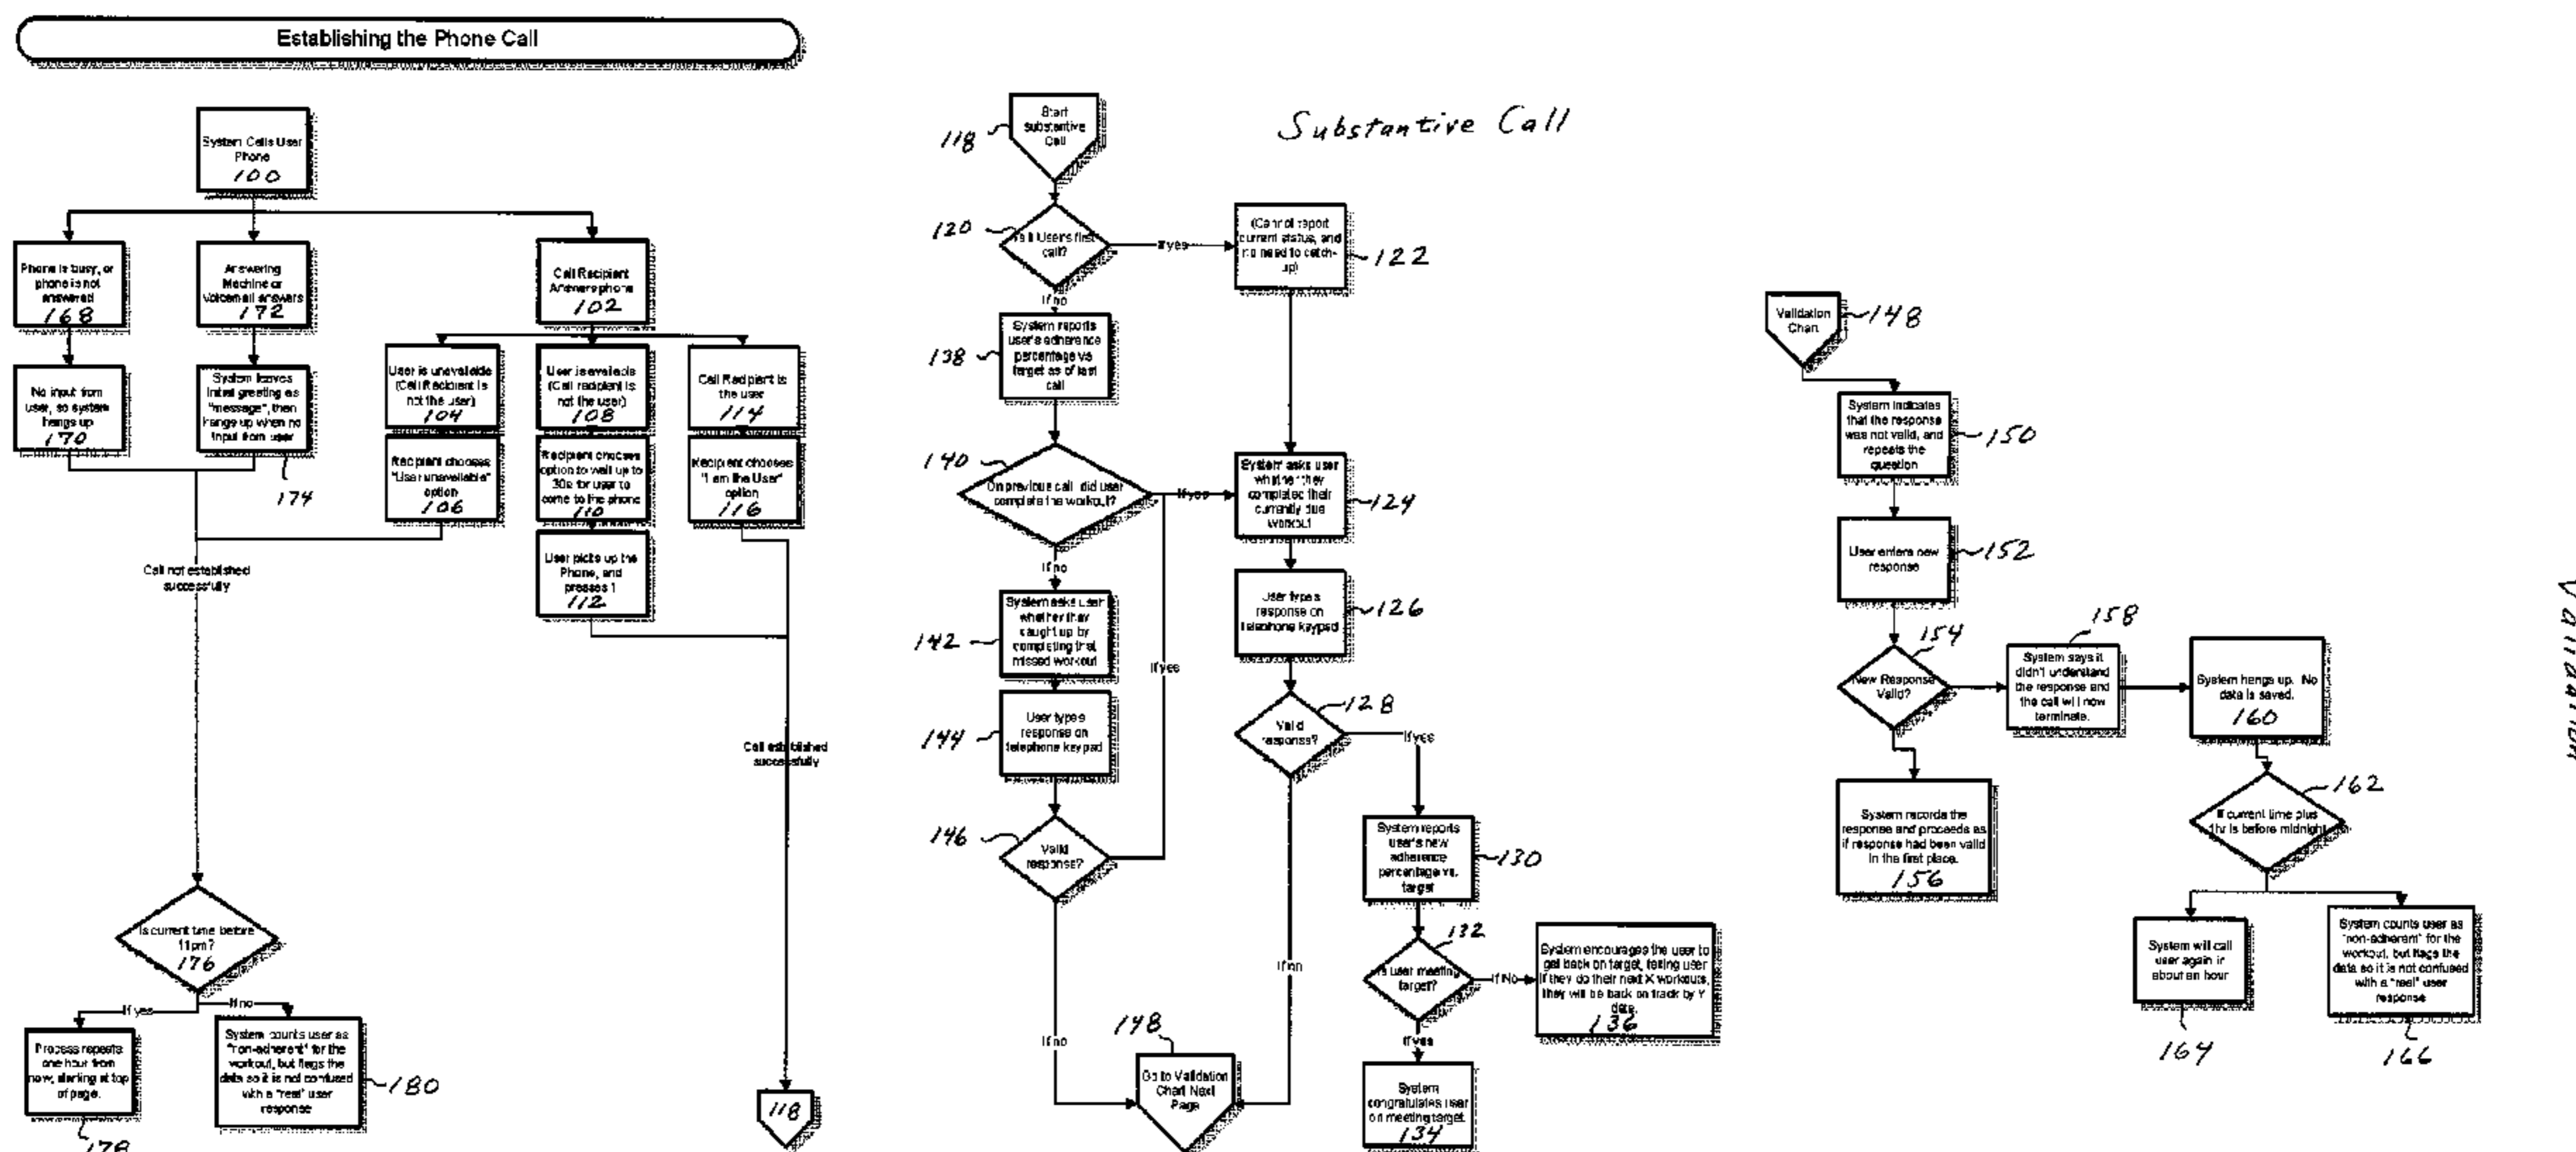 Establishing the Phone Call
System Calls User
Phone
100
Phone is busy, or
phone is not
answered
168
Answering
Machine or
Voicemail answers
172
Call Recipient
Answers phone
102
No input from
user, so system
hangs up
170
System leaves
initial greeting as
"message", then
hangs up when no
input from user
174
User is unavailable
(Call Recipient is
not the user)
104
User is available
(Call recipient is
not the user)
108
Call Recipient is
the user
114
Recipient chooses
"User unavailable"
option
106
Recipient chooses
option to wait up to
30s for user to
come to the phone
110
Recipient chooses
"I am the User"
option
116
User picks up the
Phone, and
presses 1
112
Call not established
successfully
Call established
successfully
Is current time before
11pm?
176
If yes
If no
Process repeats
one hour from
now, starting at top
of page.
178
System counts user as
"non-adherent" for the
workout, but flags the
data so it is not confused
with a "real" user
response
180
118
Substantive Call
Start
substantive
Call
118
Is it User's first
call?
120
If yes
(Cannot report
current status, and
no need to catch-
up)
122
If no
System reports
user's adherence
percentage vs
target as of last
call
138
On previous call did user
complete the workout?
140
If yes
System asks user
whether they
completed their
currently due
workout
124
If no
System asks user
whether they
caught up by
completing that
missed workout
142
User types
response on
telephone keypad
126
User types
response on
telephone keypad
144
If yes
Valid
response?
128
If yes
Valid
response?
146
System reports
user's new
adherence
percentage vs.
target
130
Is user meeting
target?
132
If No
System encourages the user to
get back on target, telling user
if they do their next X workouts,
they will be back on track by Y
date.
136
If yes
System
congratulates user
on meeting target.
134
If no
If no
148
Go to Validation
Chart Next
Page
Validation
Validation
Chart
148
System indicates
that the response
was not valid, and
repeats the
question
150
User enters new
response
152
New Response
Valid?
154
System says it
didn't understand
the response and
the call will now
terminate.
158
System hangs up. No
data is saved.
160
System records the
response and proceeds as
if response had been valid
in the first place.
156
If current time plus
1hr is before midnight
162
System will call
user again in
about an hour
164
System counts user as
"non-adherent" for the
workout, but flags the
data so it is not confused
with a "real" user
response
166